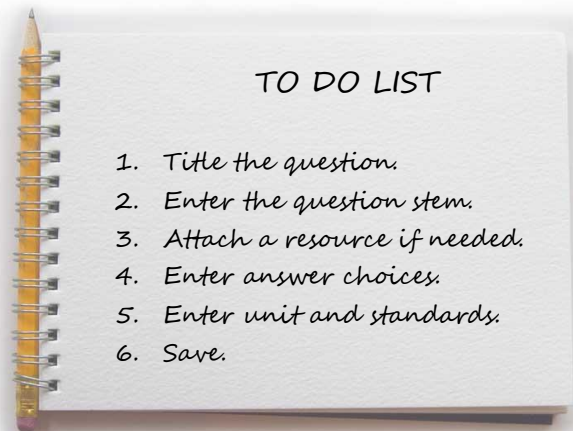 TO DO LIST
1. Title the question.
2. Enter the question stem.
3. Attach a resource if needed.
4. Enter answer choices.
5. Enter unit and standards.
6. Save.